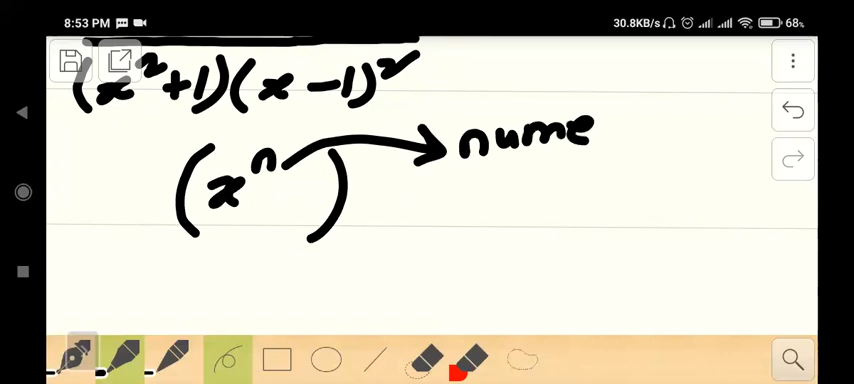 8:53 PM
30.8KB/s
68%
(x²+1)(x-1)²
(xⁿ ) → nume